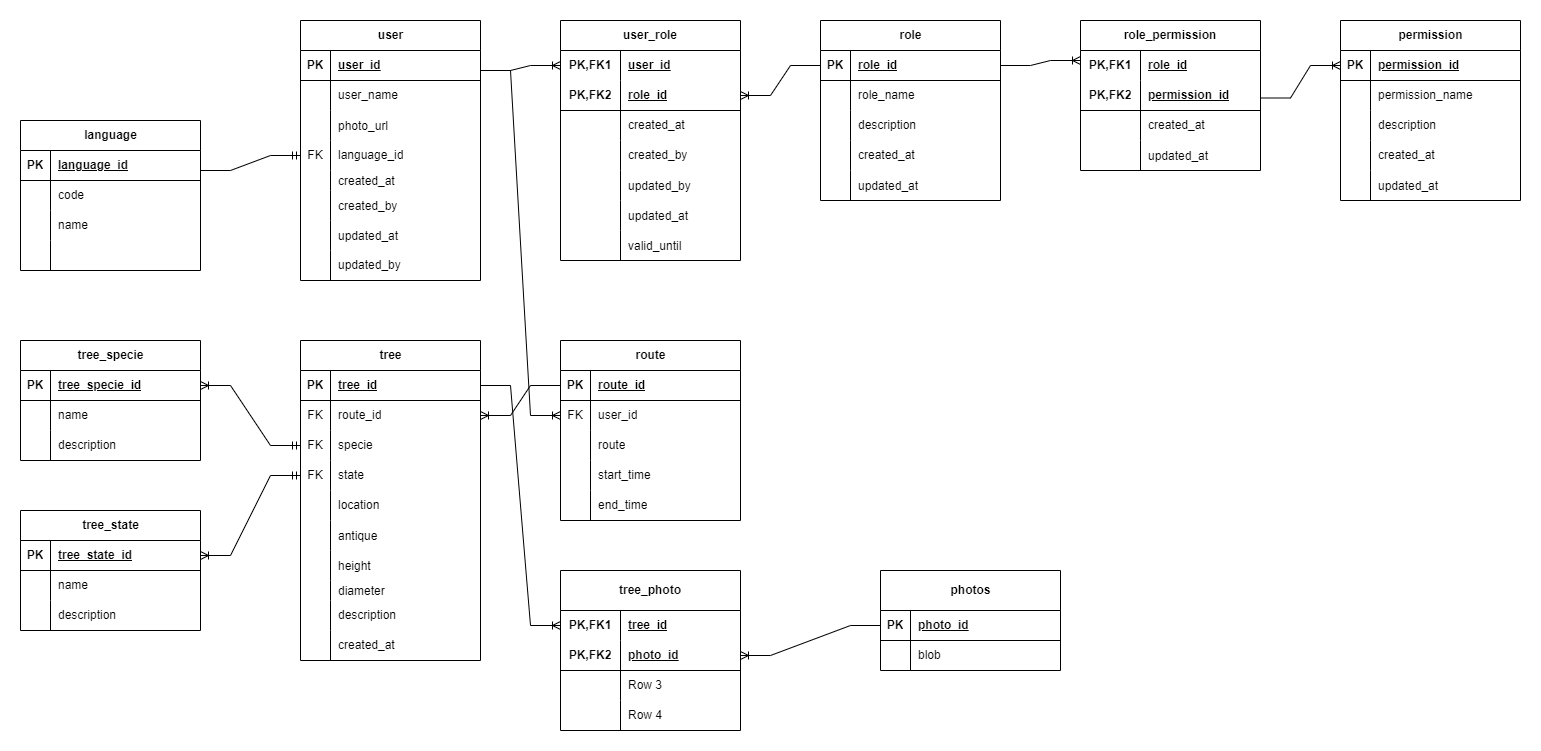 user
PK user_id
user_name
photo_url
FK language_id
created_at
created_by
updated_at
updated_by
user_role
PK,FK1 user_id
PK,FK2 role_id
created_at
created_by
updated_by
updated_at
valid_until
role
PK role_id
role_name
description
created_at
updated_at
role_permission
PK,FK1 role_id
PK,FK2 permission_id
created_at
updated_at
permission
PK permission_id
permission_name
description
created_at
updated_at
language
PK language_id
code
name
tree_specie
PK tree_specie_id
name
description
tree
PK tree_id
FK route_id
FK specie
FK state
location
antique
height
diameter
description
created_at
route
PK route_id
FK user_id
route
start_time
end_time
tree_state
PK tree_state_id
name
description
tree_photo
PK,FK1 tree_id
PK,FK2 photo_id
Row 3
Row 4
photos
PK photo_id
blob